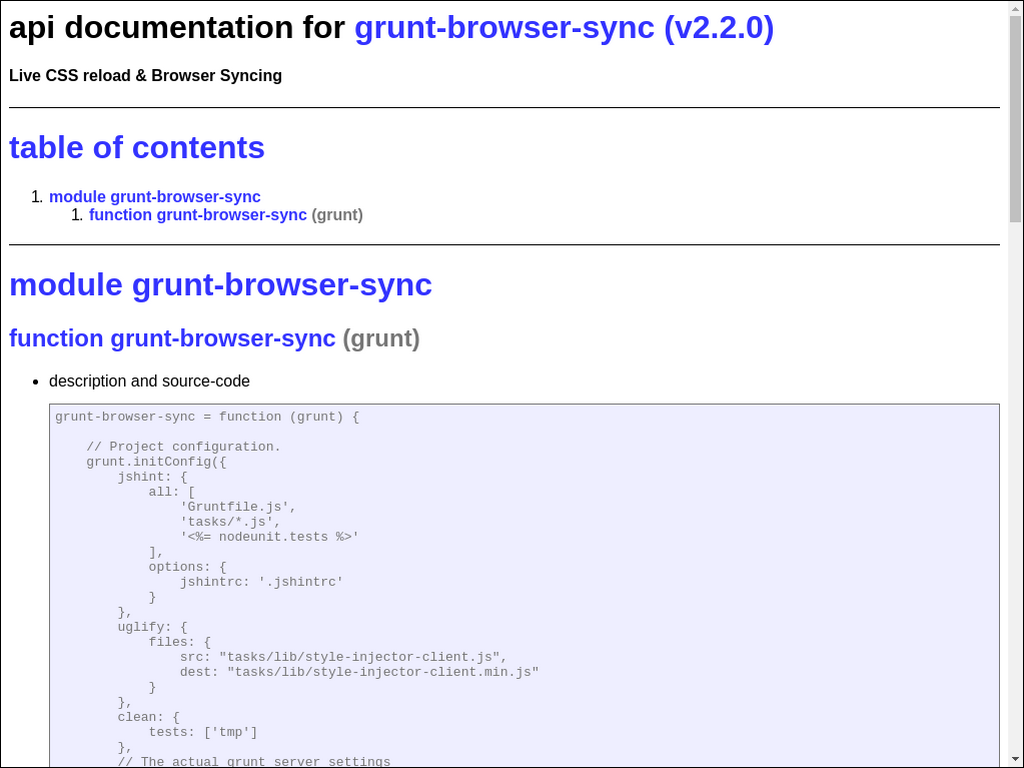 api documentation for grunt-browser-sync (v2.2.0)
Live CSS reload & Browser Syncing
table of contents
1. module grunt-browser-sync
1. function grunt-browser-sync (grunt)
module grunt-browser-sync
function grunt-browser-sync (grunt)
• description and source-code
grunt-browser-sync = function (grunt) {
    // Project configuration.
    grunt.initConfig({
        jshint: {
            all: [
                'Gruntfile.js',
                'tasks/*.js',
                '<%= nodeunit.tests %>'
            ],
            options: {
                jshintrc: '.jshintrc'
            }
        },
        uglify: {
            files: {
                src: "tasks/lib/style-injector-client.js",
                dest: "tasks/lib/style-injector-client.min.js"
            }
        },
        clean: {
            tests: ['tmp']
        },
        // The actual grunt server settings